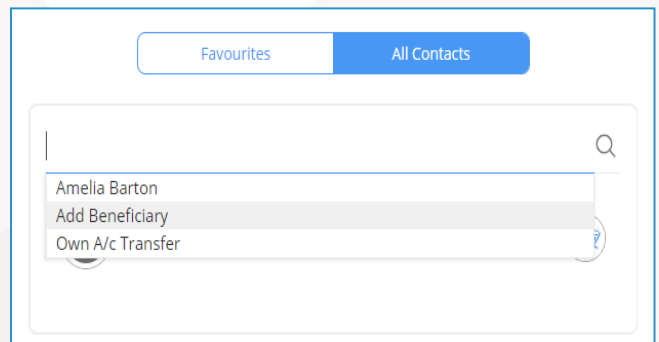 Favourites
All Contacts
Amelia Barton
Add Beneficiary
Own A/c Transfer